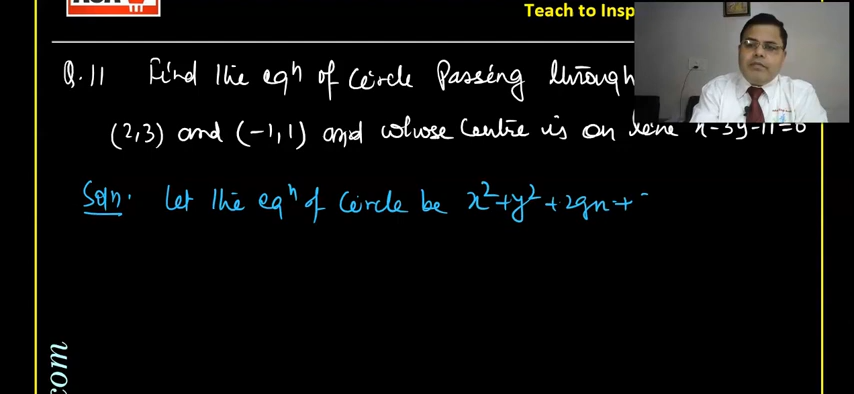 Teach to Insp
Q.11 Find the eqn of circle Passing through
(2,3) and (-1,1) and whose centre is on line x-3y-11=0
Soln. Let the eqn of circle be x²+y²+2gx+
.com